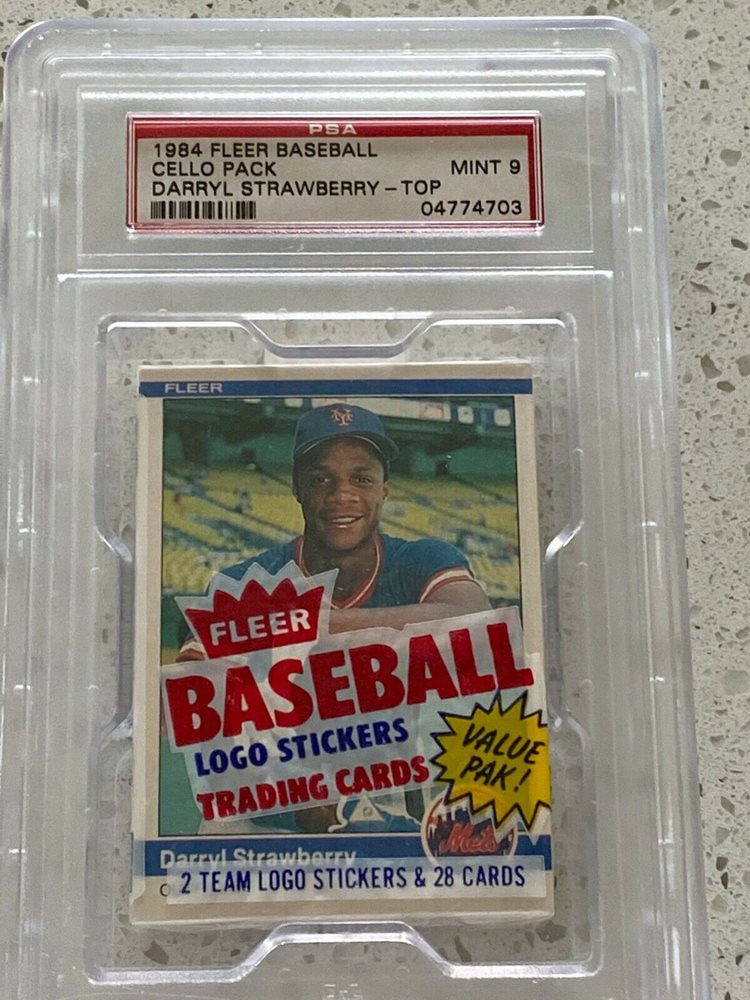 PSA
1984 FLEER BASEBALL
CELLO PACK MINT 9
DARRYL STRAWBERRY – TOP
04774703
FLEER
NY
FLEER
BASEBALL
LOGO STICKERS
TRADING CARDS
VALUE
PAK!
Mets
Darryl Strawberry
2 TEAM LOGO STICKERS & 28 CARDS